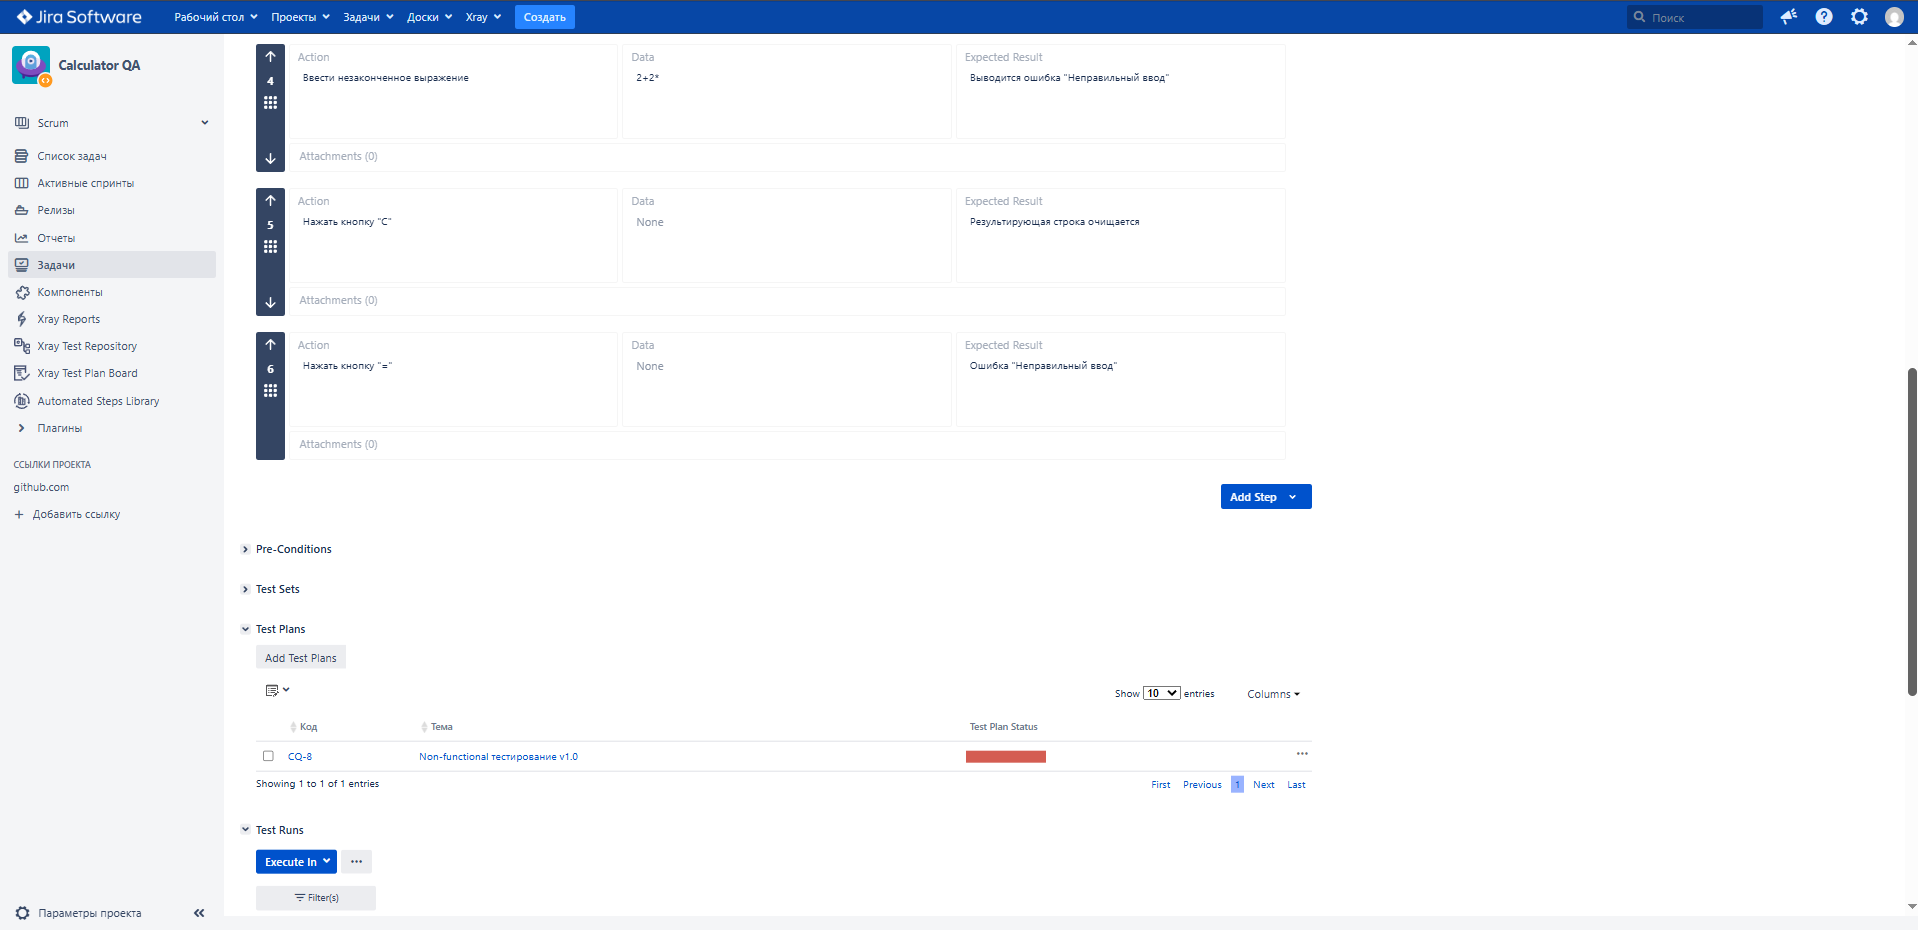 Jira Software
Рабочий стол
Проекты
Задачи
Доски
Xray
Создать
Поиск
Calculator QA
Scrum
Список задач
Активные спринты
Релизы
Отчеты
Задачи
Компоненты
Xray Reports
Xray Test Repository
Xray Test Plan Board
Automated Steps Library
Плагины
ССЫЛКИ ПРОЕКТА
github.com
+ Добавить ссылку
Параметры проекта
4
Action
Data
Expected Result
Ввести незаконченное выражение
2+2*
Выводится ошибка "Неправильный ввод"
Attachments (0)
5
Action
Data
Expected Result
Нажать кнопку "C"
None
Результирующая строка очищается
Attachments (0)
6
Action
Data
Expected Result
Нажать кнопку "="
None
Ошибка "Неправильный ввод"
Attachments (0)
Add Step
Pre-Conditions
Test Sets
Test Plans
Add Test Plans
Show 10 entries
Columns
Код
Тема
Test Plan Status
CQ-8
Non-functional тестирование v1.0
Showing 1 to 1 of 1 entries
First Previous 1 Next Last
Test Runs
Execute In
Filter(s)